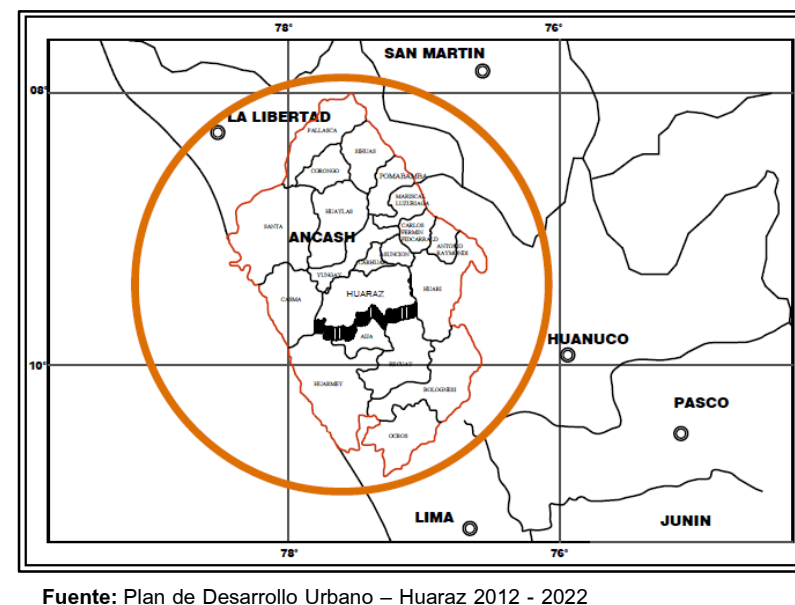 78°
76°
SAN MARTIN
08°
LA LIBERTAD
PALLASCA
SIHUAS
CORONGO
POMABAMBA
MARISCAL
LUZURIAGA
HUAYLAS
SANTA
CARLOS
FERMIN
FIDCARRALD
ANCASH
ANTONIO
RAYMONDI
ASUNCION
CARHUAZ
YUNGAY
HUARI
HUARAZ
CASMA
AIJA
HUANUCO
10°
RECUAY
HUARMEY
BOLOGNESI
PASCO
OCROS
LIMA
JUNIN
78°
76°
Fuente: Plan de Desarrollo Urbano – Huaraz 2012 - 2022